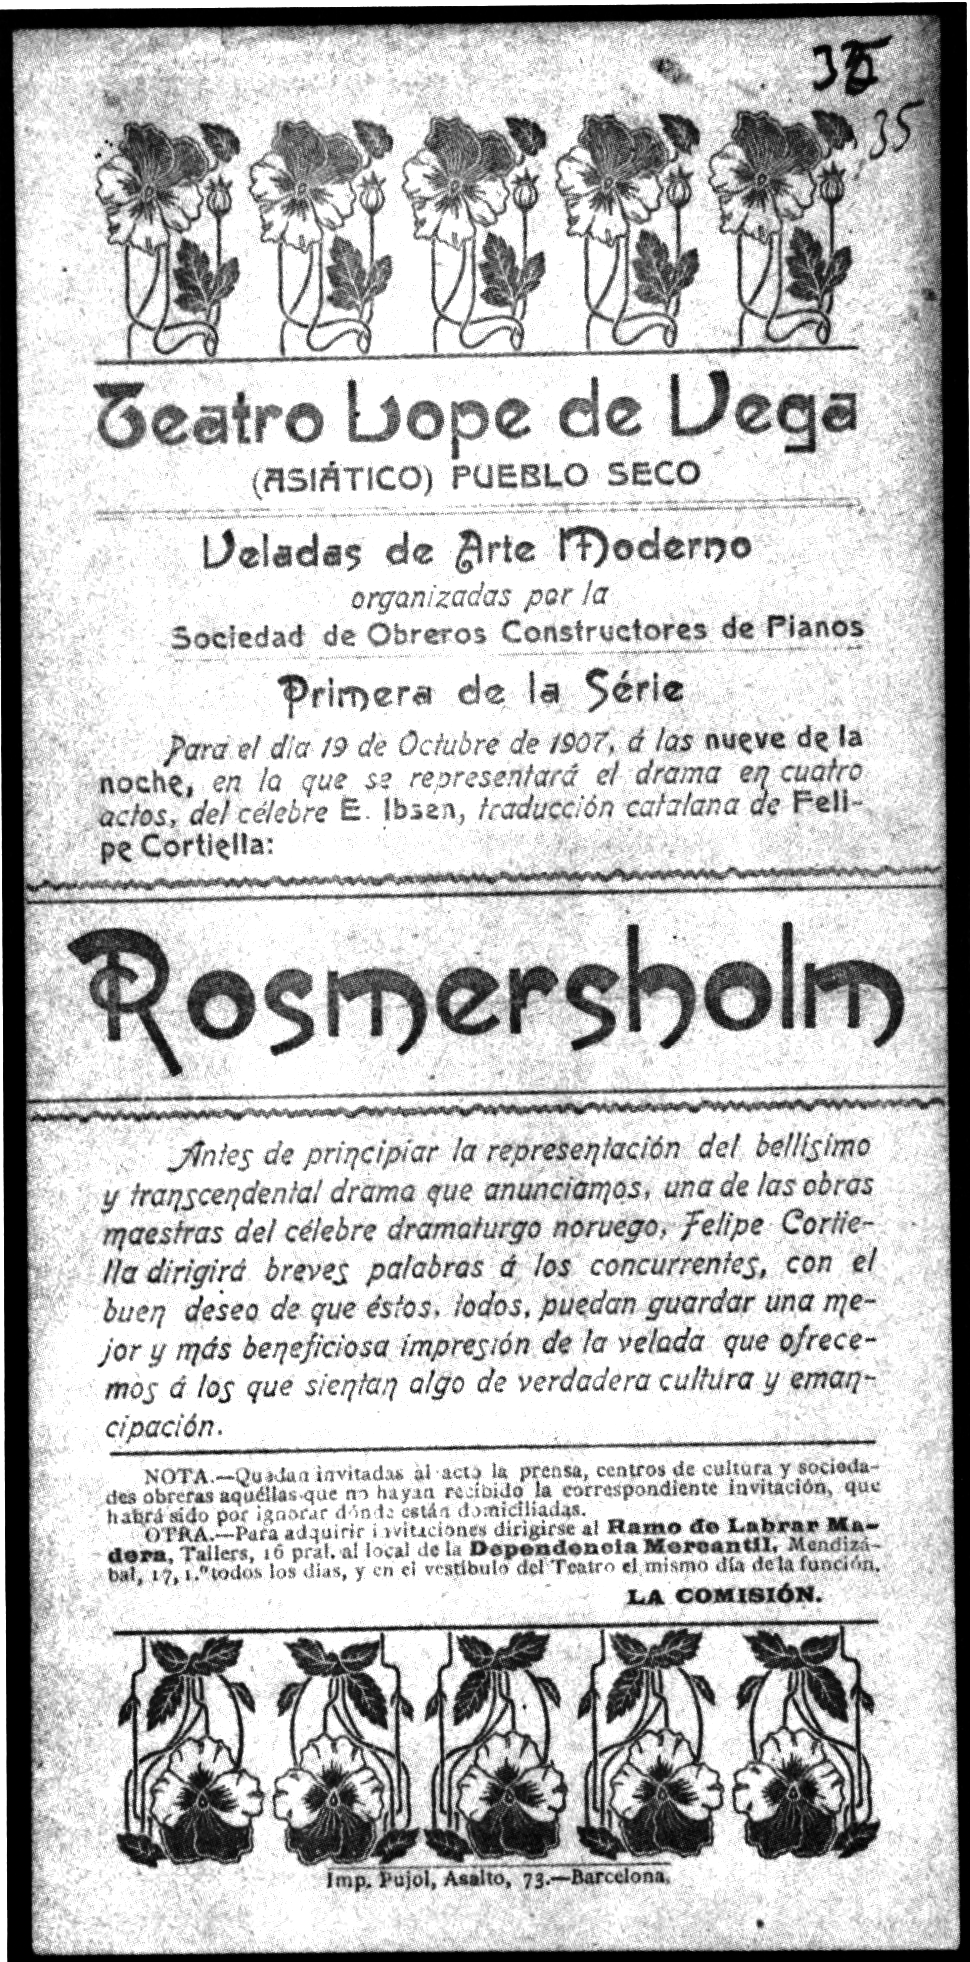 35
35
Teatro Lope de Vega
(ASIÁTICO) PUEBLO SECO
Veladas de Arte Moderno
organizadas por la
Sociedad de Obreros Constructores de Pianos
Primera de la Série
Para el día 19 de Octubre de 1907, á las nueve de la
noche, en la que se representará el drama en cuatro
actos, del célebre E. Ibsen, traducción catalana de Feli-
pe Cortiella:
Rosmersholm
Antes de principiar la representación del bellísimo
y transcendental drama que anunciamos, una de las obras
maestras del célebre dramaturgo noruego, Felipe Cortie-
lla dirigirá breves palabras á los concurrentes, con el
buen deseo de que éstos, todos, puedan guardar una me-
jor y más beneficiosa impresión de la velada que ofrece-
mos á los que sientan algo de verdadera cultura y eman-
cipación.
NOTA.—Quedan invitadas al acto la prensa, centros de cultura y socieda-
des obreras aquéllas que no hayan recibido la correspondiente invitación, que
habrá sido por ignorar dónde están domiciliadas.
OTRA.—Para adquirir invitaciones dirigirse al Ramo de Labrar Ma-
dera, Tallers, 16 pral. al local de la Dependencia Mercantil, Mendizá-
bal, 17, 1.º todos los días, y en el vestíbulo del Teatro el mismo día de la función.
LA COMISIÓN.
Imp. Pujol, Asalto, 73.—Barcelona.